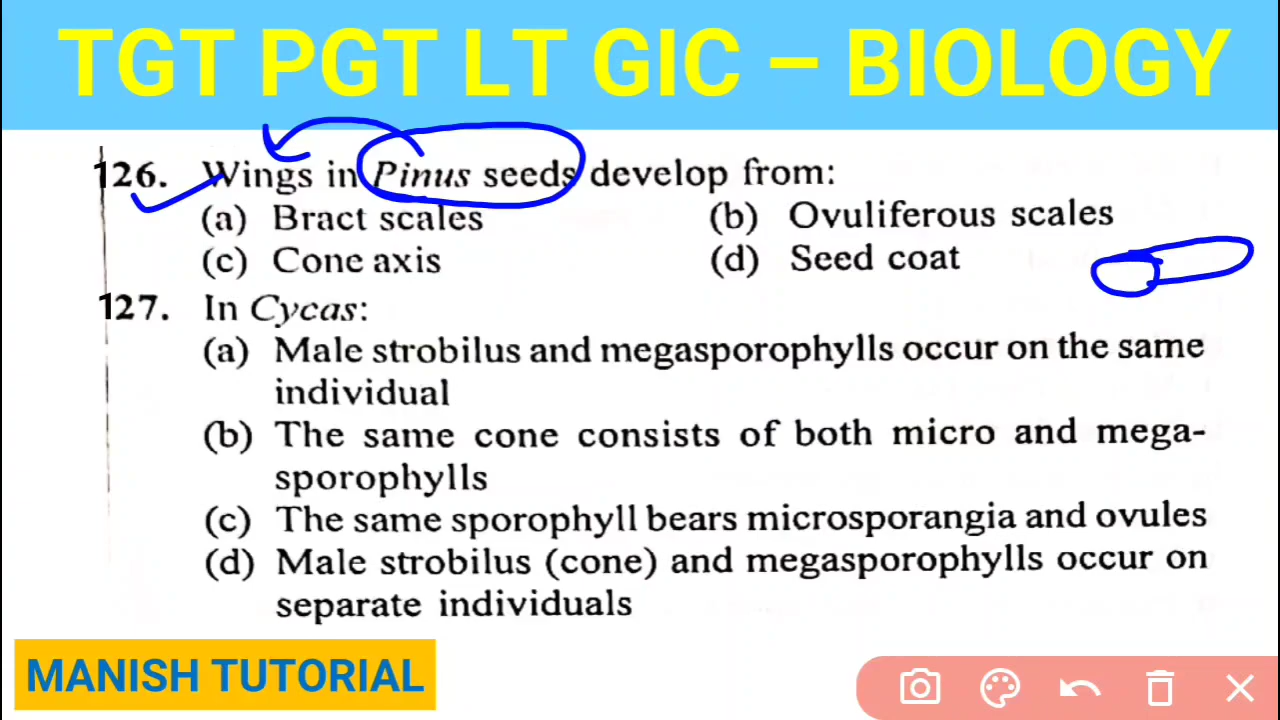 TGT PGT LT GIC – BIOLOGY
126. Wings in Pinus seeds develop from:
(a) Bract scales (b) Ovuliferous scales
(c) Cone axis (d) Seed coat
127. In Cycas:
(a) Male strobilus and megasporophylls occur on the same
individual
(b) The same cone consists of both micro and mega-
sporophylls
(c) The same sporophyll bears microsporangia and ovules
(d) Male strobilus (cone) and megasporophylls occur on
separate individuals
MANISH TUTORIAL